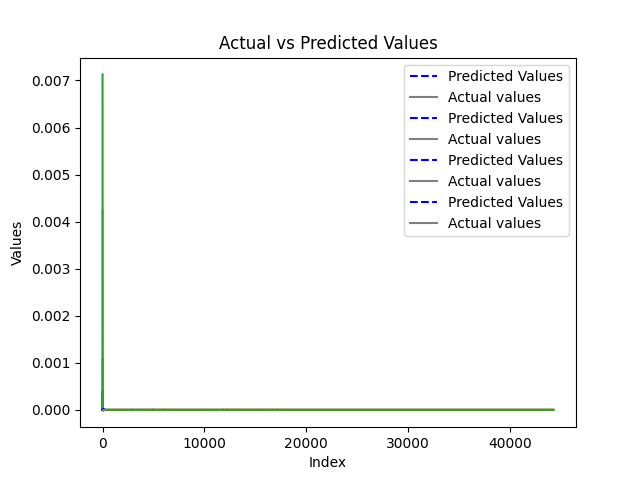 Actual vs Predicted Values
Predicted Values
Actual values
Predicted Values
Actual values
Predicted Values
Actual values
Predicted Values
Actual values
0.007
0.006
0.005
0.004
0.003
0.002
0.001
0.000
Values
0 10000 20000 30000 40000
Index